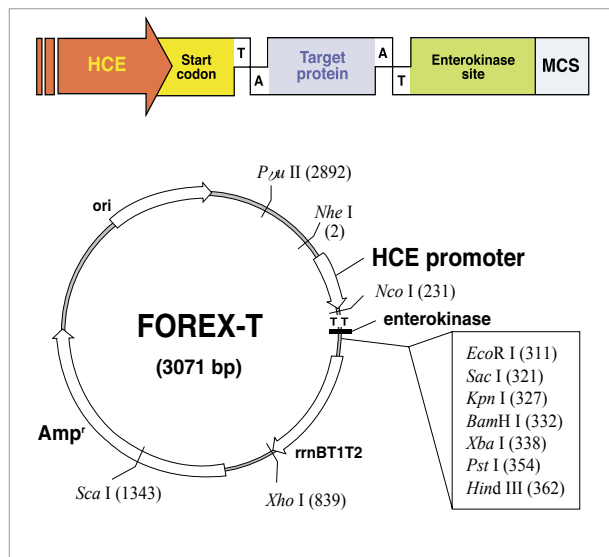 HCE
Start
codon
T
A
Target
protein
A
T
Enterokinase
site
MCS
Pvu II (2892)
ori
Nhe I
(2)
HCE promoter
Nco I (231)
T T
enterokinase
FOREX-T
(3071 bp)
EcoR I (311)
Sac I (321)
Kpn I (327)
BamH I (332)
Xba I (338)
Pst I (354)
Hind III (362)
Ampr
rrnBT1T2
Sca I (1343)
Xho I (839)